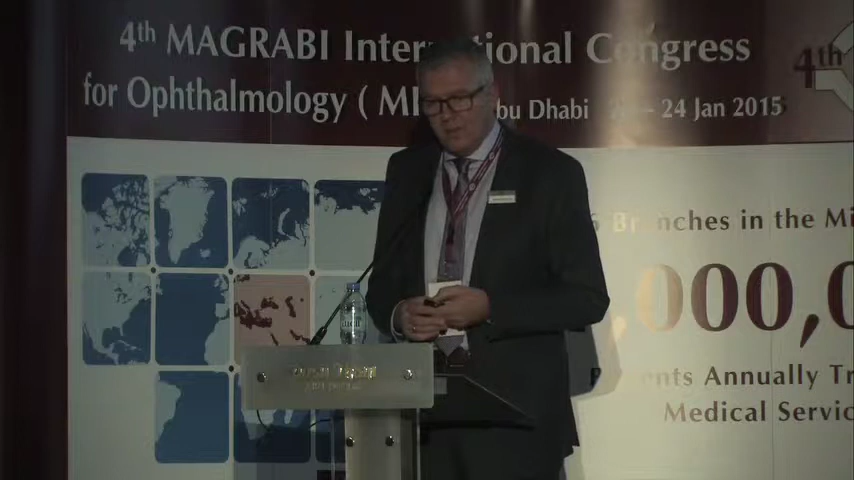 4th MAGRABI International Congress
for Ophthalmology ( MI Abu Dhabi – 24 Jan 2015
4th
Branches in the Mi
,000,0
Annually Tr
Medical Servic